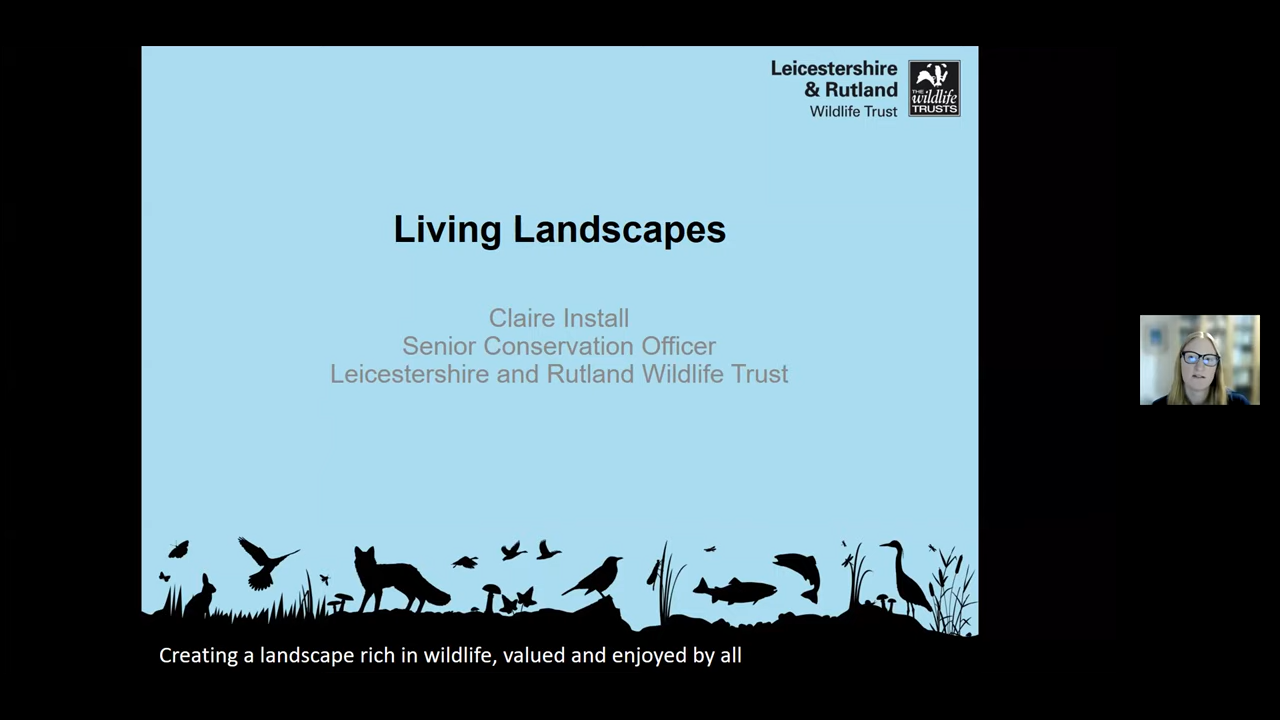 Leicestershire
& Rutland
Wildlife Trust
THE
wildlife
TRUSTS
Living Landscapes
Claire Install
Senior Conservation Officer
Leicestershire and Rutland Wildlife Trust
Creating a landscape rich in wildlife, valued and enjoyed by all